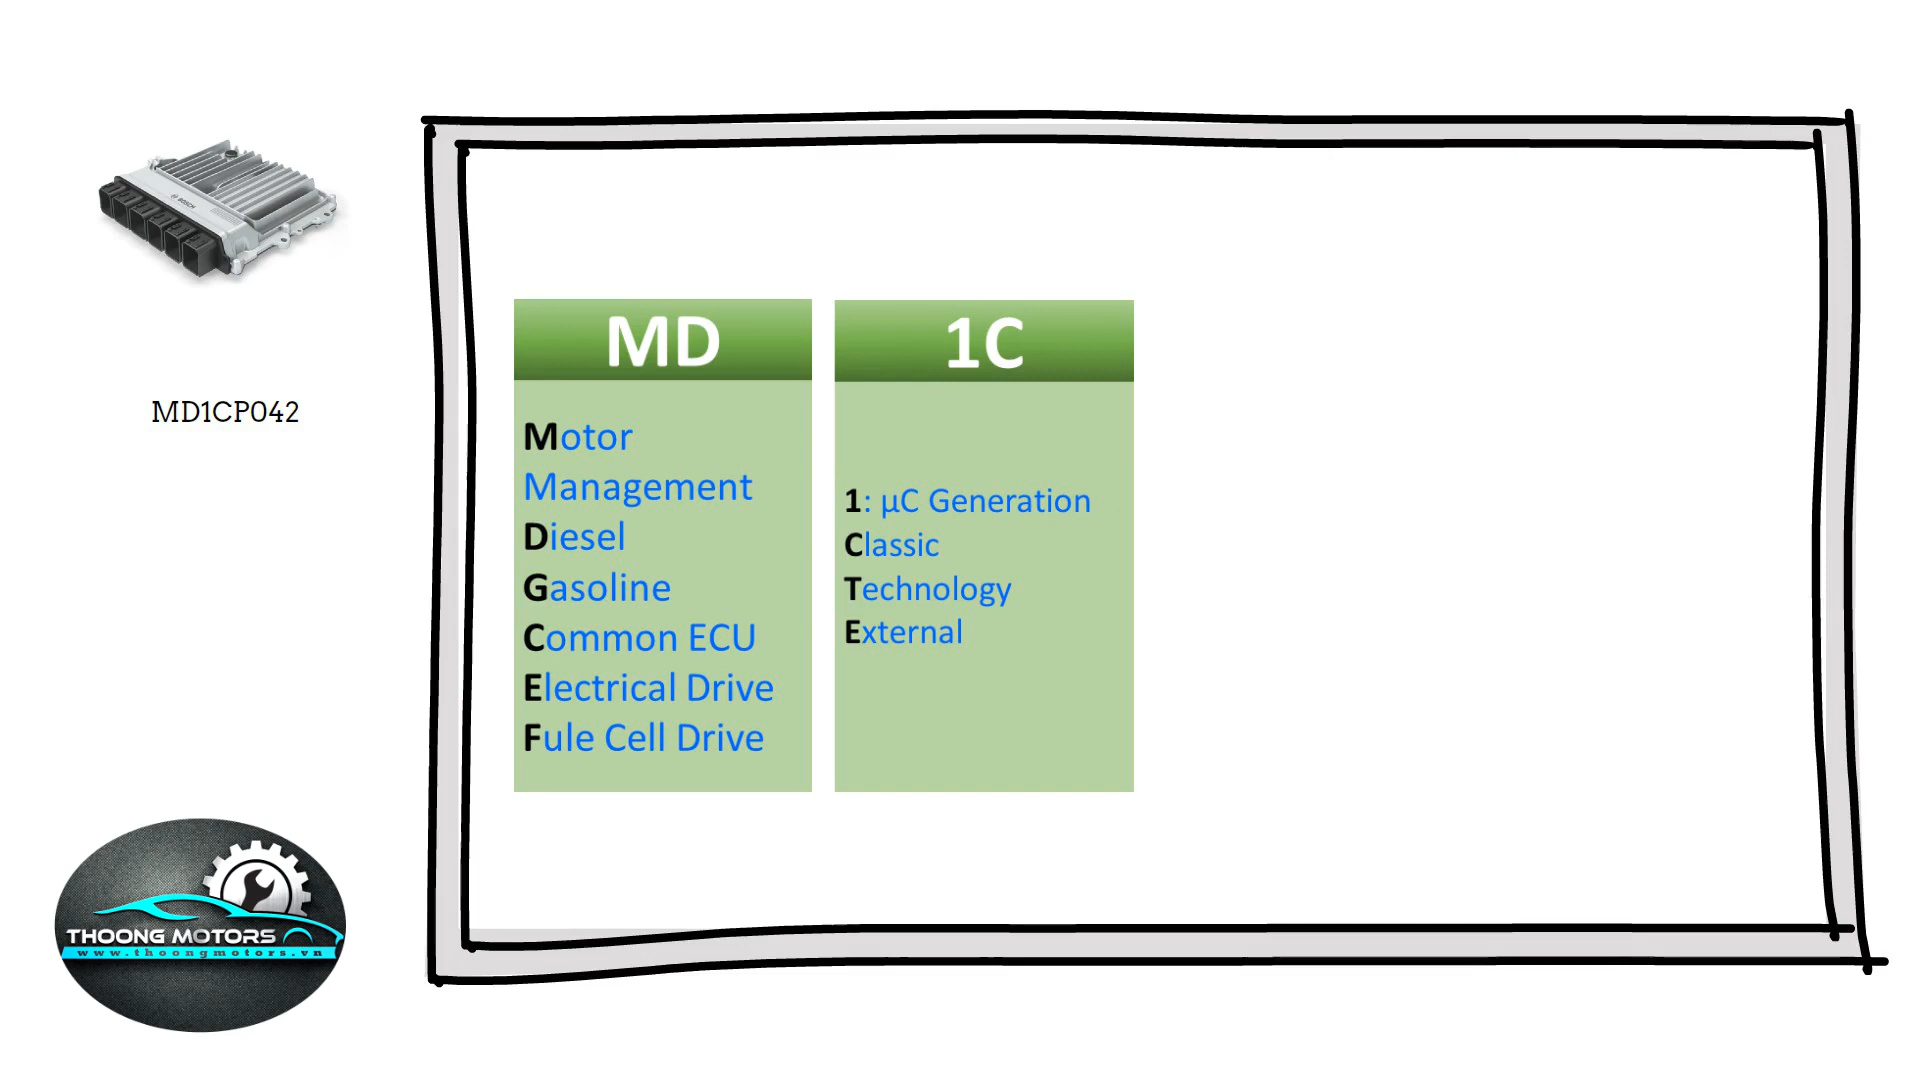 BOSCH
MD1CP042
MD
Motor
Management
Diesel
Gasoline
Common ECU
Electrical Drive
Fule Cell Drive
1C
1: µC Generation
Classic
Technology
External
THOONG MOTORS
www.thoongmotors.vn